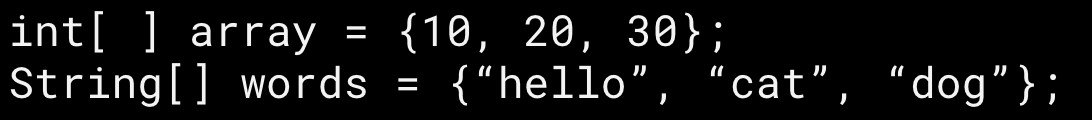 int[ ] array = {10, 20, 30};
String[] words = {“hello”, “cat”, “dog”};